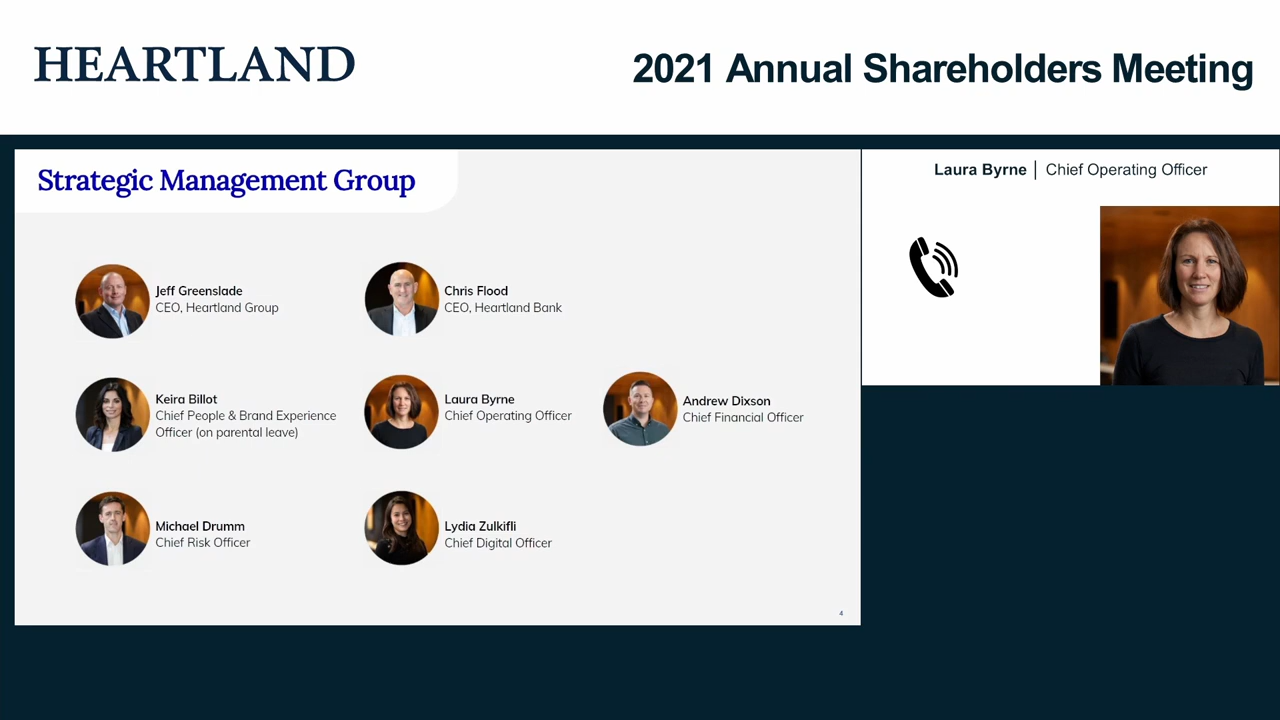 HEARTLAND
2021 Annual Shareholders Meeting
Strategic Management Group
Jeff Greenslade
CEO, Heartland Group
Chris Flood
CEO, Heartland Bank
Keira Billot
Chief People & Brand Experience
Officer (on parental leave)
Laura Byrne
Chief Operating Officer
Andrew Dixson
Chief Financial Officer
Michael Drumm
Chief Risk Officer
Lydia Zulkifli
Chief Digital Officer
4
Laura Byrne | Chief Operating Officer